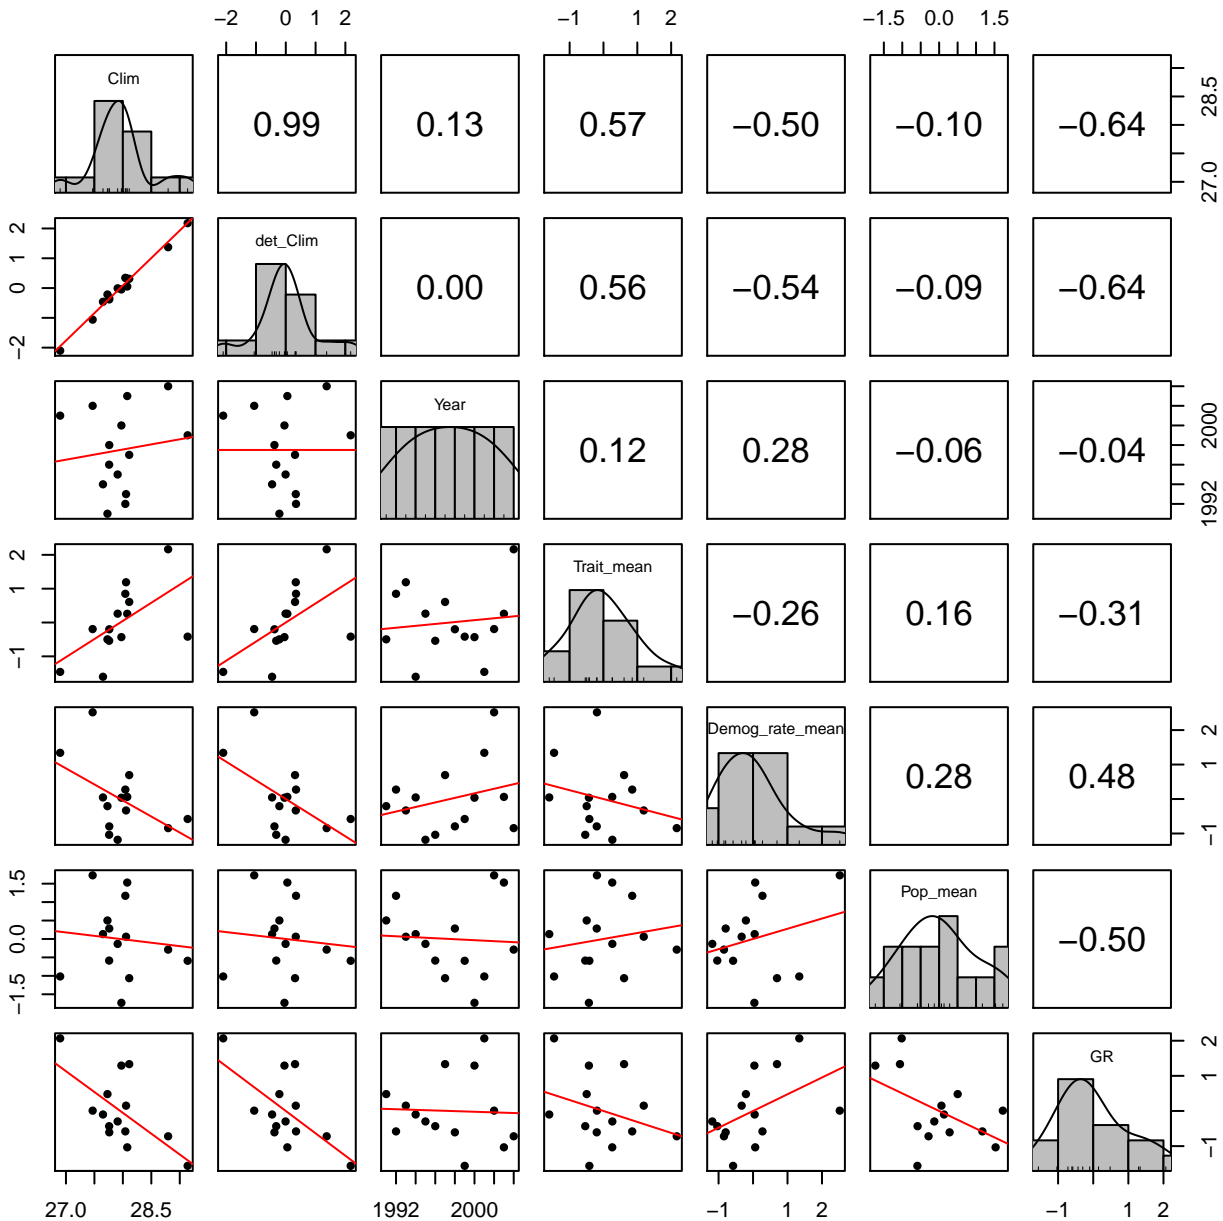 −2 0 1 2 −1 1 2 −1.5 0.0 1.5
Clim 0.99 0.13 0.57 −0.50 −0.10 −0.64 27.0 28.5
−2 0 1 2 det_Clim 0.00 0.56 −0.54 −0.09 −0.64
Year 0.12 0.28 −0.06 −0.04 1992 2000
−1 1 2 Trait_mean −0.26 0.16 −0.31
Demog_rate_mean 0.28 0.48 −1 1 2
−1.5 0.0 1.5 Pop_mean −0.50
GR −1 1 2
27.0 28.5 1992 2000 −1 1 2 −1 1 2